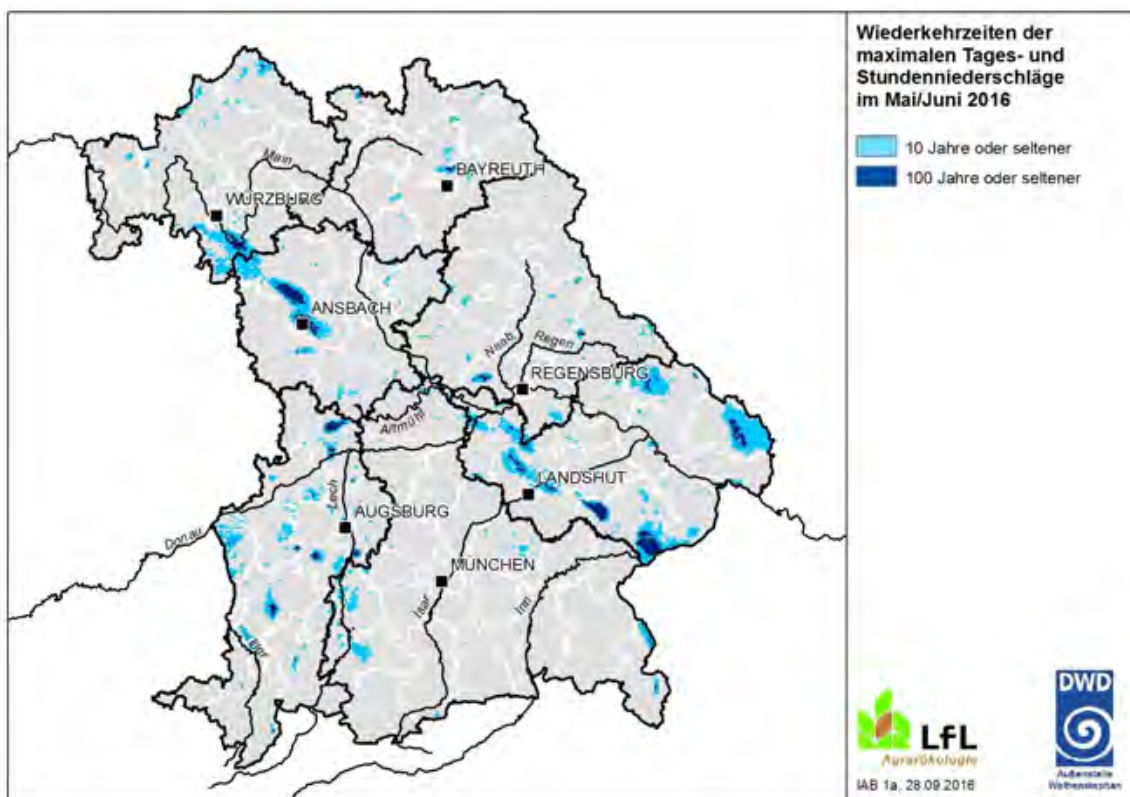 Wiederkehrzeiten der
maximalen Tages- und
Stundenniederschläge
im Mai/Juni 2016
10 Jahre oder seltener
100 Jahre oder seltener
Main
BAYREUTH
WÜRZBURG
ANSBACH
Naab
Regen
REGENSBURG
Altmühl
LANDSHUT
Lech
AUGSBURG
Donau
MÜNCHEN
Isar
Inn
Iller
LfL
Agrarökologie
IAB 1a, 28.09.2016
DWD
Außenstelle
Weihenstephan